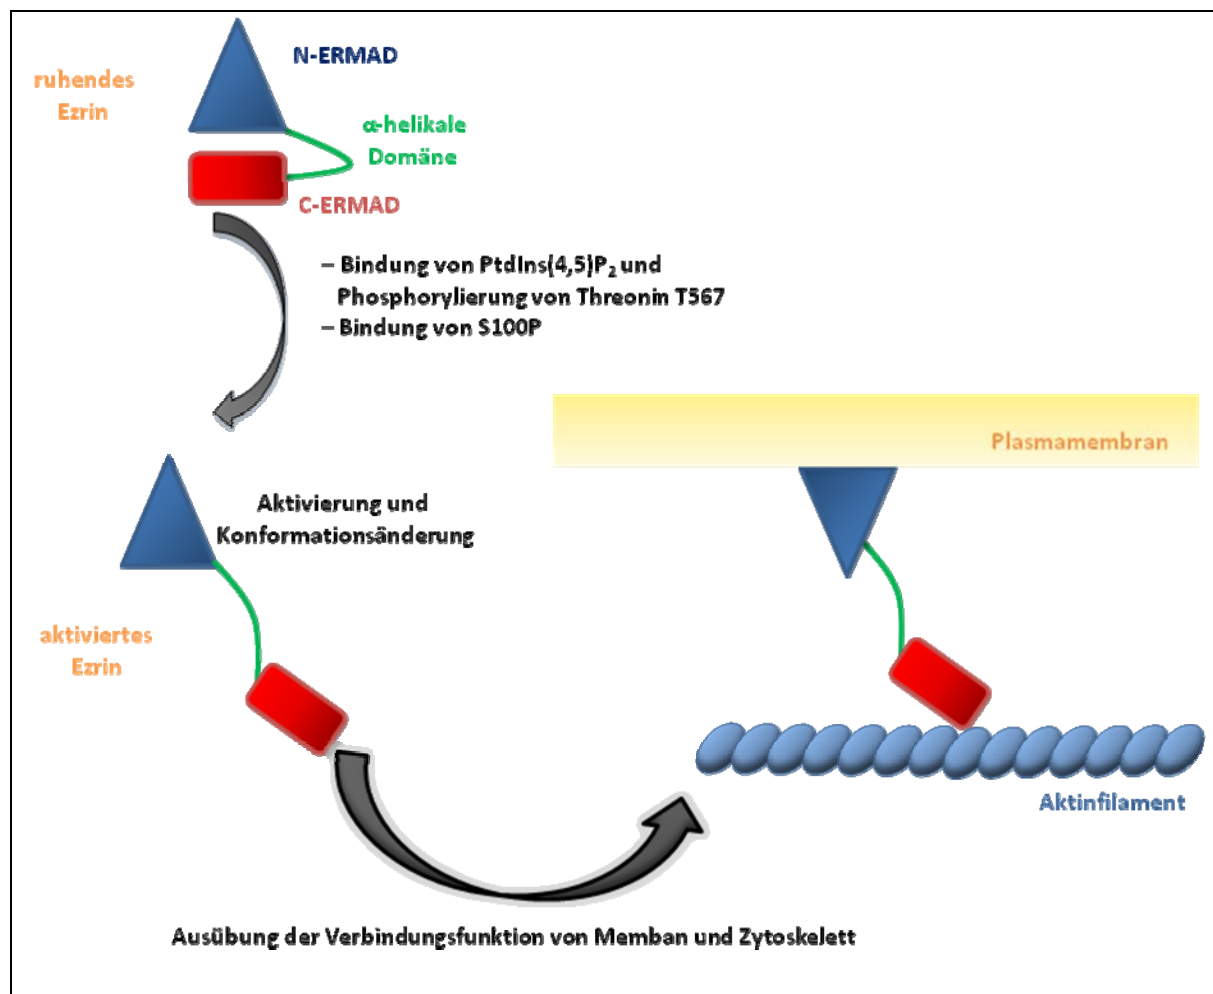 N-ERMAD
ruhendes
Ezrin
α-helikale
Domäne
C-ERMAD
– Bindung von PtdIns(4,5)P₂ und
Phosphorylierung von Threonin T567
– Bindung von S100P
Plasmamembran
Aktivierung und
Konformationsänderung
aktiviertes
Ezrin
Aktinfilament
Ausübung der Verbindungsfunktion von Memban und Zytoskelett